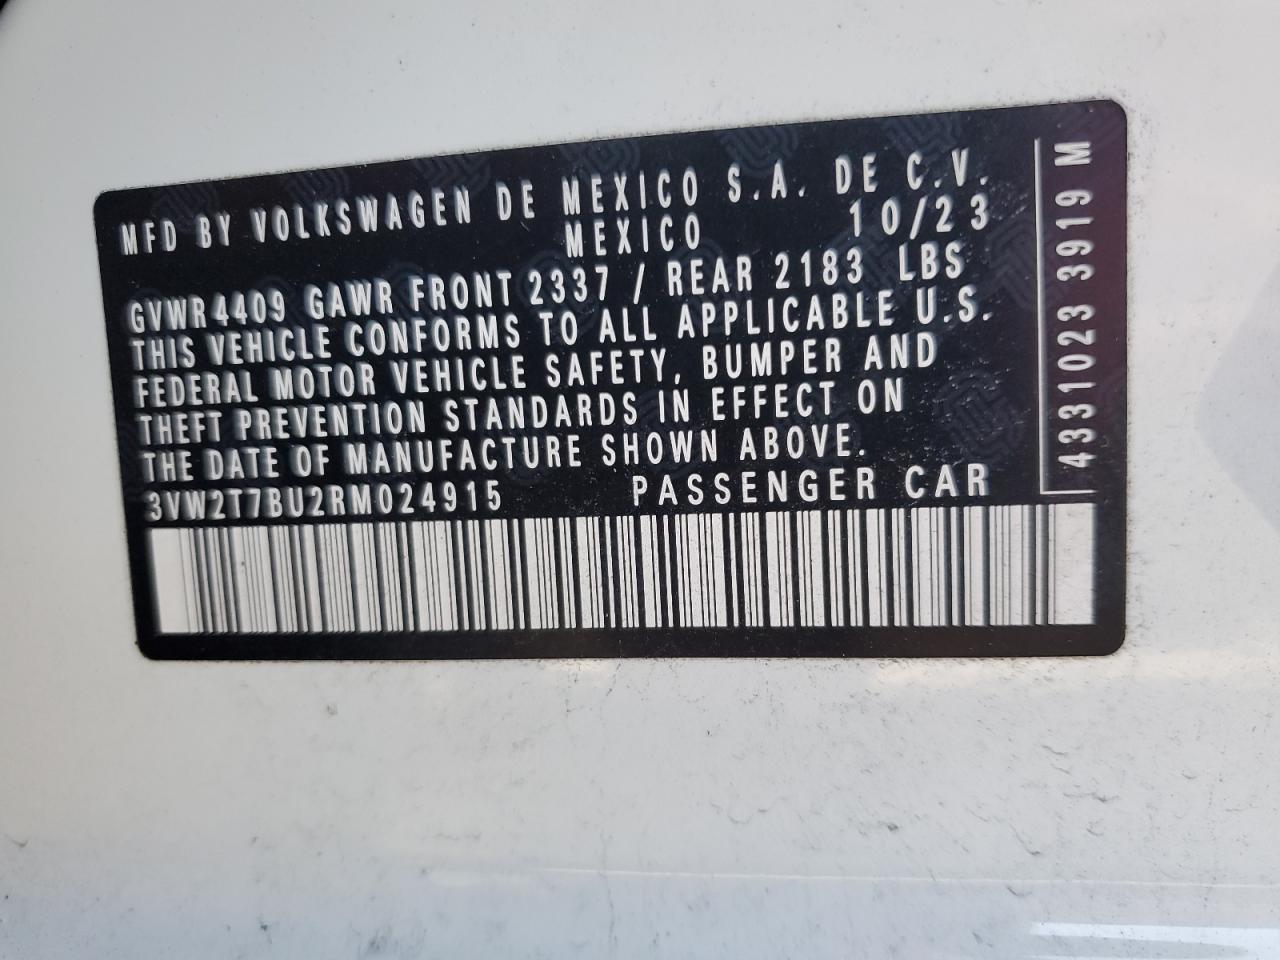 MFD BY VOLKSWAGEN DE MEXICO S.A. DE C.V.
MEXICO 10/23
GVWR4409 GAWR FRONT 2337 / REAR 2183 LBS
THIS VEHICLE CONFORMS TO ALL APPLICABLE U.S.
FEDERAL MOTOR VEHICLE SAFETY, BUMPER AND
THEFT PREVENTION STANDARDS IN EFFECT ON
THE DATE OF MANUFACTURE SHOWN ABOVE.
3VW2T7BU2RM024915 PASSENGER CAR
4331023 3919 M